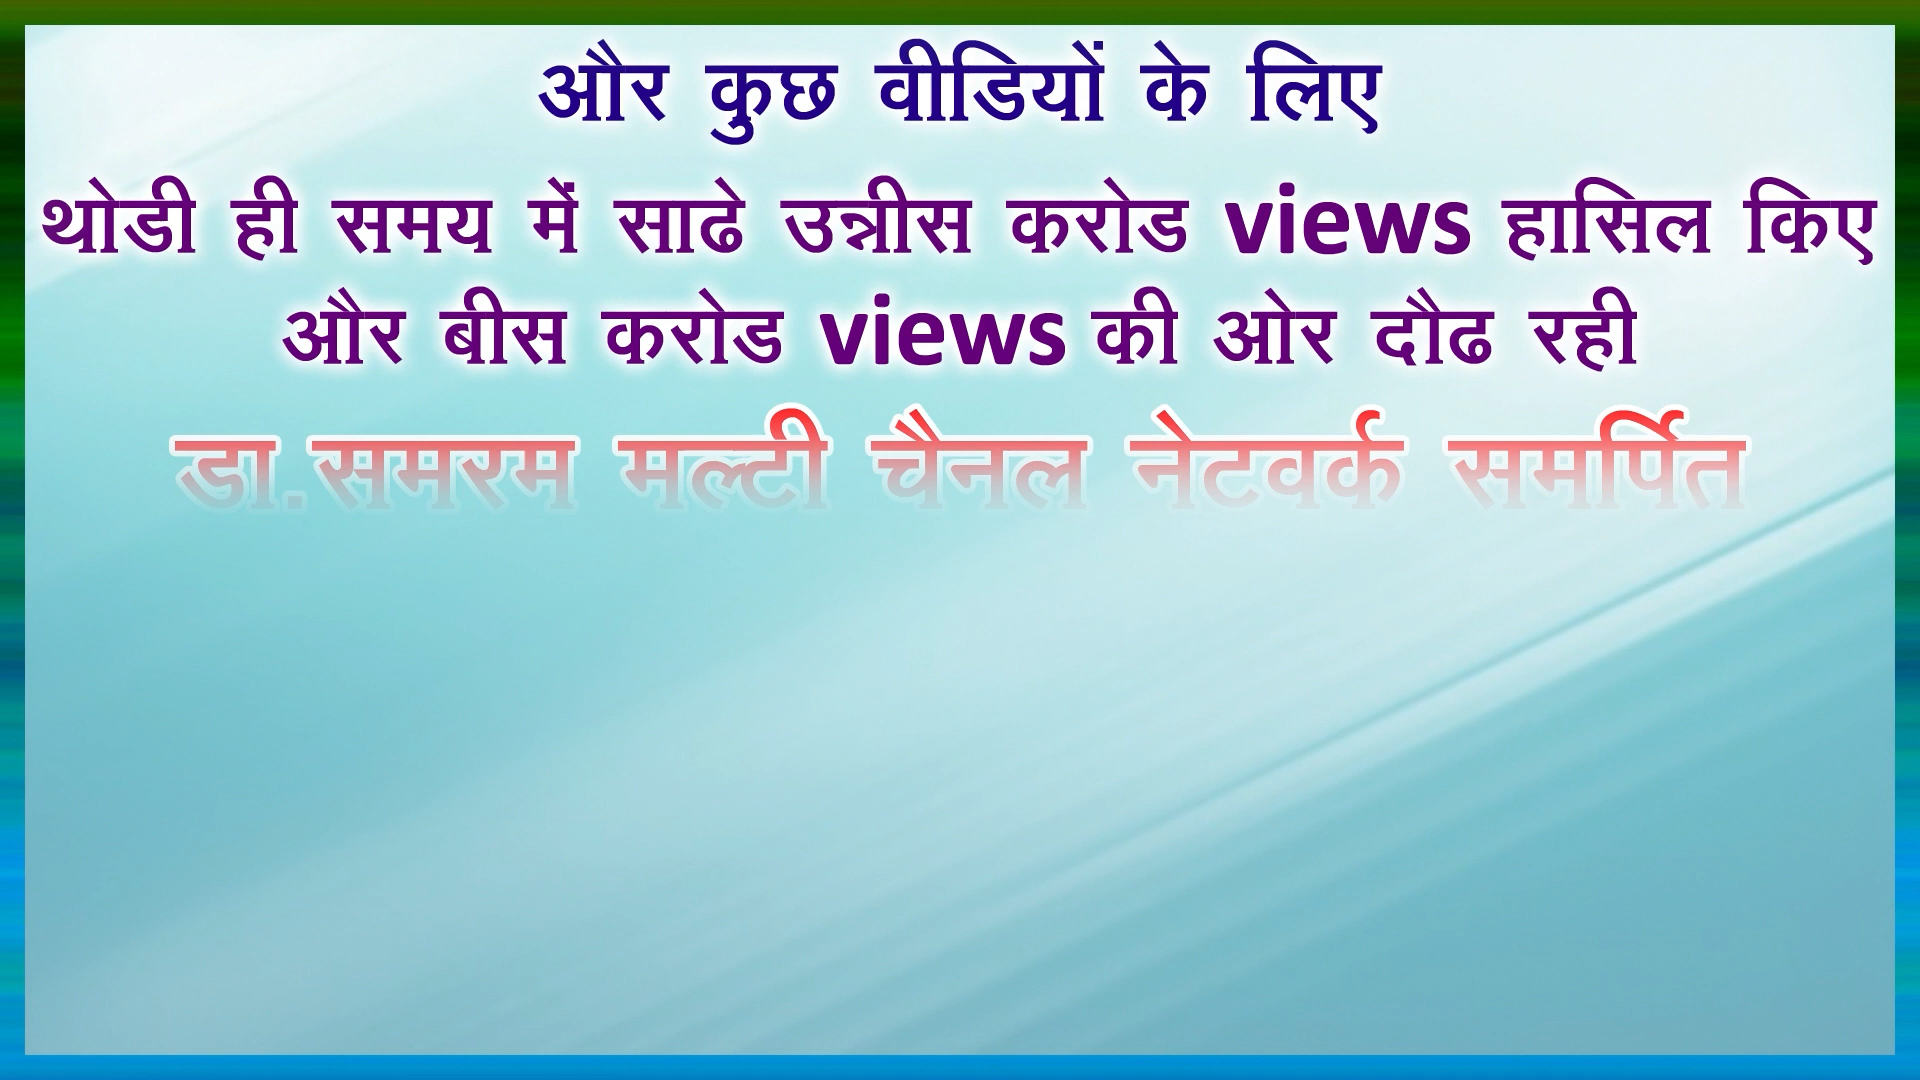 और कुछ वीडियों के लिए
थोडी ही समय में साढे उन्नीस करोड views हासिल किए
और बीस करोड views की ओर दौढ रही
डा.समरम मल्टी चैनल नेटवर्क समर्पित